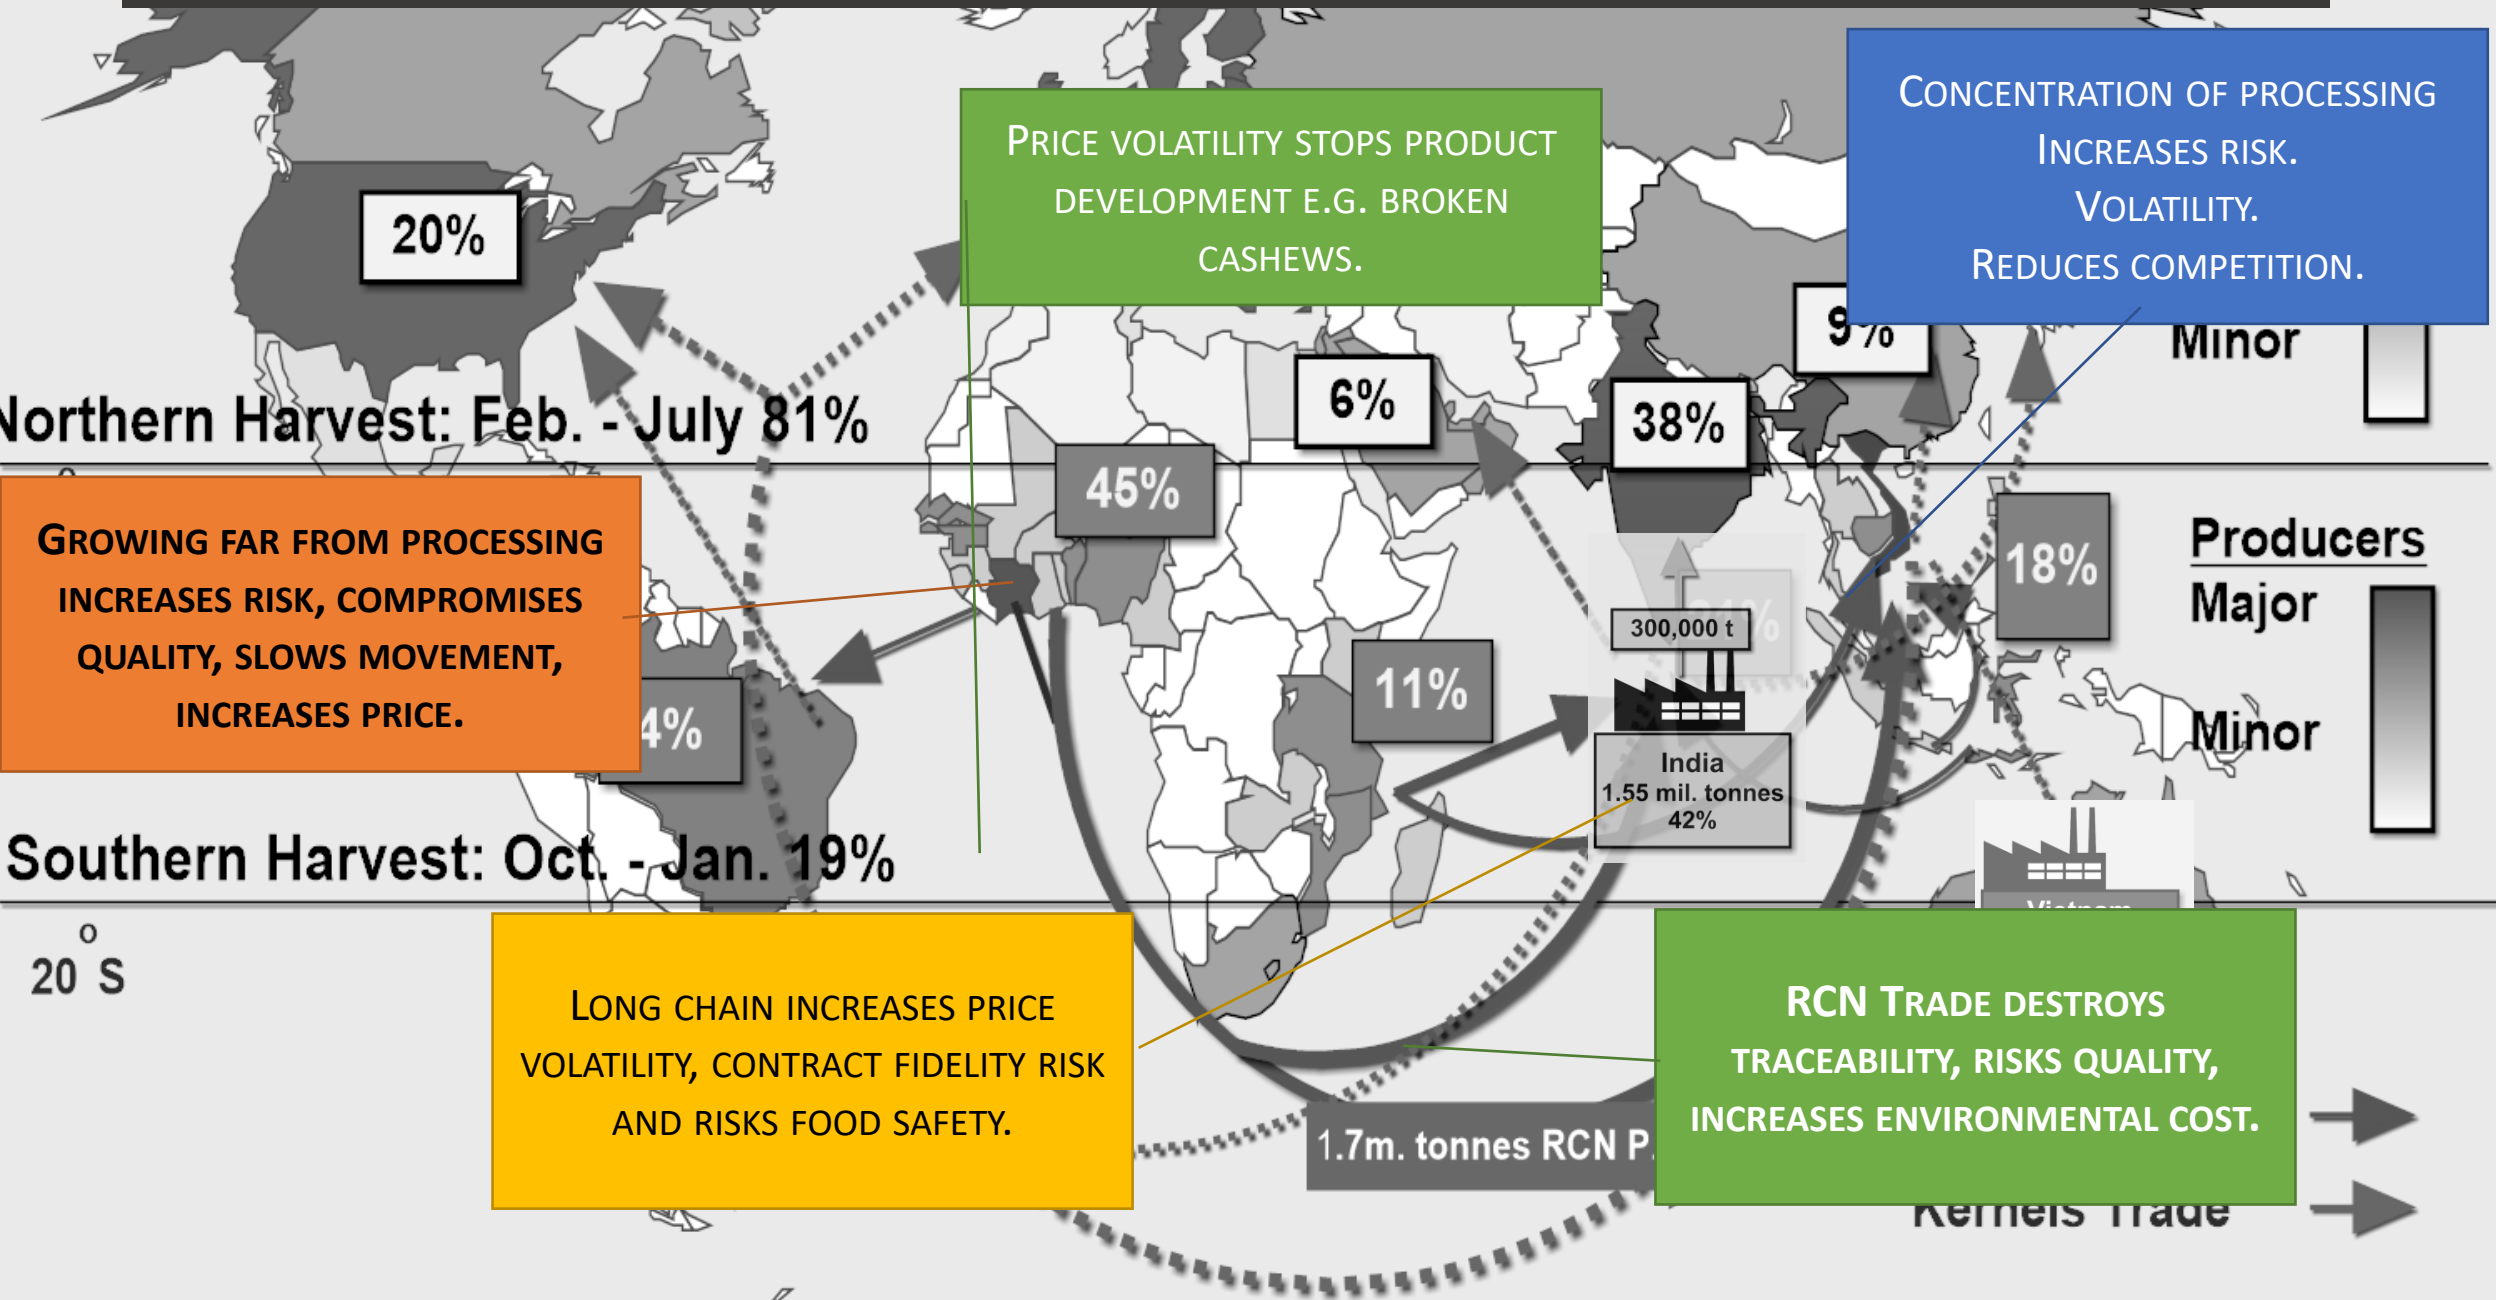 CONCENTRATION OF PROCESSING
INCREASES RISK.
VOLATILITY.
REDUCES COMPETITION.
PRICE VOLATILITY STOPS PRODUCT
DEVELOPMENT E.G. BROKEN
CASHEWS.
20%
9%
Minor
6%
38%
Northern Harvest: Feb. - July 81%
45%
GROWING FAR FROM PROCESSING
INCREASES RISK, COMPROMISES
QUALITY, SLOWS MOVEMENT,
INCREASES PRICE.
18%
Producers
Major
Minor
300,000 t
11%
4%
India
1.55 mil. tonnes
42%
Southern Harvest: Oct. - Jan. 19%
Vietnam
20 °S
LONG CHAIN INCREASES PRICE
VOLATILITY, CONTRACT FIDELITY RISK
AND RISKS FOOD SAFETY.
RCN TRADE DESTROYS
TRACEABILITY, RISKS QUALITY,
INCREASES ENVIRONMENTAL COST.
1.7m. tonnes RCN P.
Kernels Trade